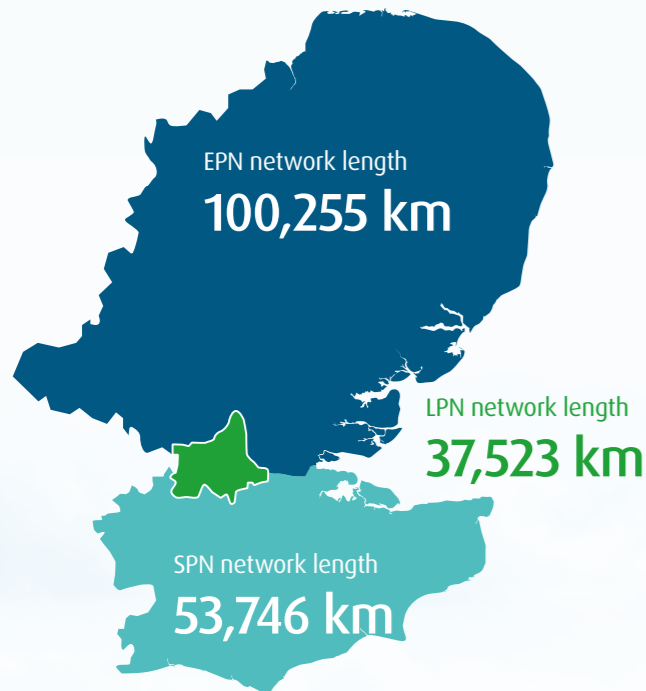 EPN network length
100,255 km
LPN network length
37,523 km
SPN network length
53,746 km